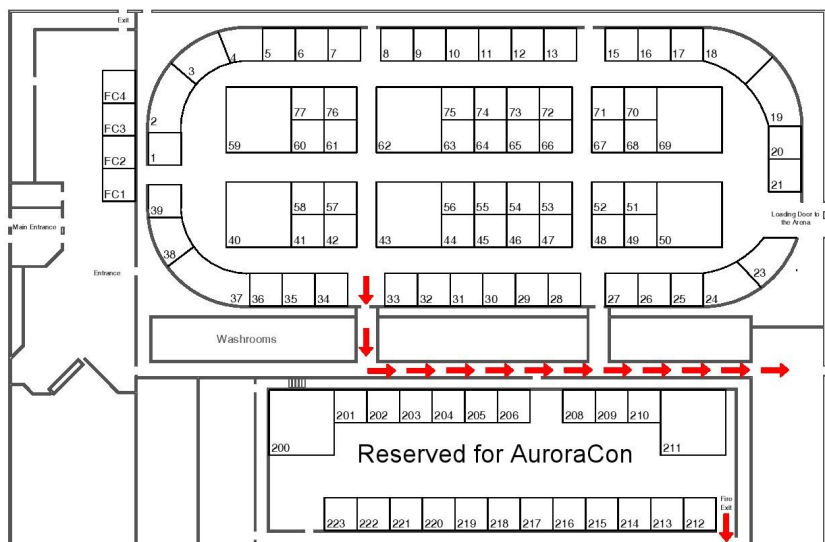 Exit
5 6 7 8 9 10 11 12 13 15 16 17 18
4
3
2
19
FC4
FC3
FC2
FC1
77 76 75 74 73 72 71 70
59 60 61 62 63 64 65 66 67 68 69
1
20
21
39
58 57 56 55 54 53 52 51
40 41 42 43 44 45 46 47 48 49 50
Main Entrance
Loading Door to
the Arena
38
23
Entrance
37 36 35 34 33 32 31 30 29 28 27 26 25 24
Washrooms
201 202 203 204 205 206 208 209 210
200 211
Reserved for AuroraCon
Fire
Exit
223 222 221 220 219 218 217 216 215 214 213 212